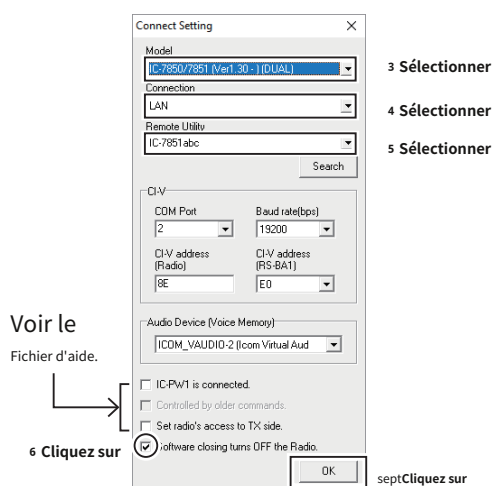 Connect Setting
Model
IC-7850/7851 (Ver1.30 - ) (DUAL)
3 Sélectionner
Connection
LAN
4 Sélectionner
Remote Utility
IC-7851abc
5 Sélectionner
Search
CI-V
COM Port
Baud rate(bps)
2
19200
CI-V address
(Radio)
CI-V address
(RS-BA1)
8E
E0
Audio Device (Voice Memory)
ICOM_VAUDIO-2 (Icom Virtual Aud
Voir le
Fichier d'aide.
IC-PW1 is connected.
Controlled by older commands.
Set radio's access to TX side.
6 Cliquez sur
Software closing turns OFF the Radio.
OK
septCliquez sur